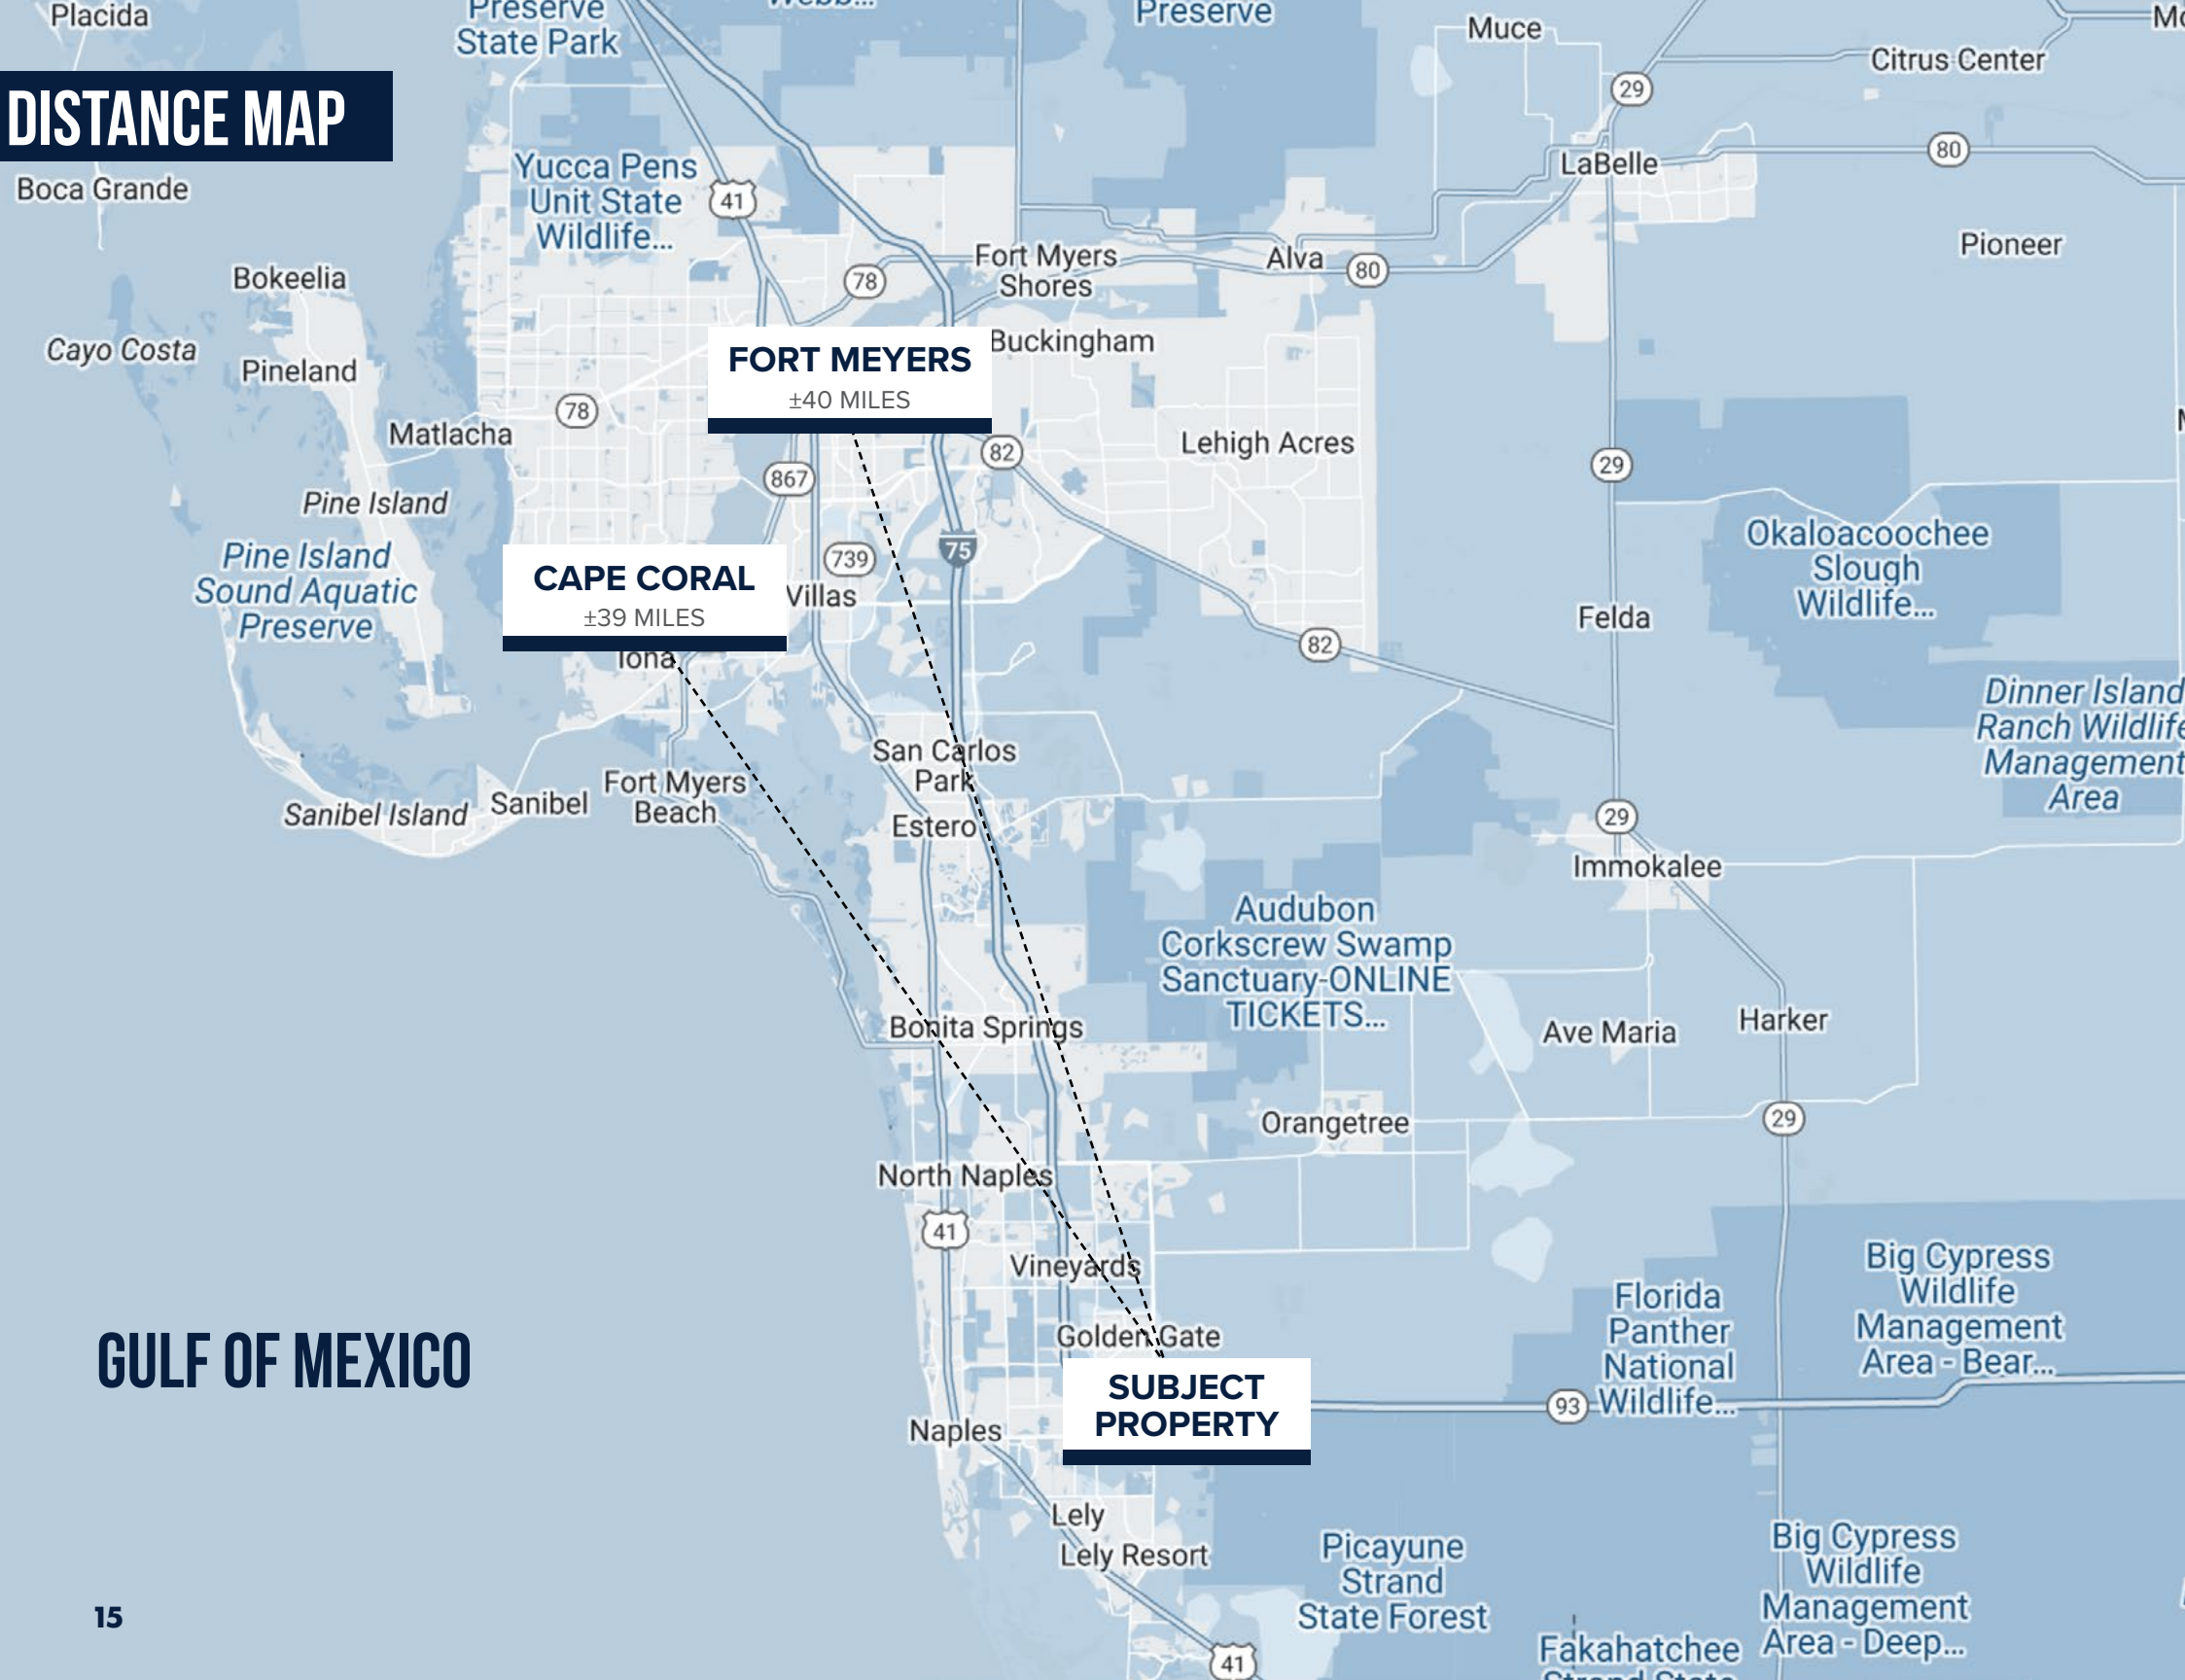 Placida
Preserve
State Park
Webb...
Preserve
Muce
Citrus Center
29
DISTANCE MAP
Boca Grande
Yucca Pens
Unit State
Wildlife...
41
LaBelle
80
Pioneer
Fort Myers
Shores
Alva
80
78
Bokeelia
Cayo Costa
Pineland
Buckingham
FORT MEYERS
±40 MILES
78
Matlacha
82
Lehigh Acres
29
867
Pine Island
Pine Island
Sound Aquatic
Preserve
75
739
Okaloacoochee
Slough
Wildlife...
CAPE CORAL
±39 MILES
Villas
Felda
82
Iona
Dinner Island
Ranch Wildlife
Management
Area
San Carlos
Park
Fort Myers
Beach
Sanibel Island
Sanibel
Estero
29
Immokalee
Audubon
Corkscrew Swamp
Sanctuary-ONLINE
TICKETS...
Bonita Springs
Ave Maria
Harker
Orangetree
29
North Naples
41
Vineyards
Big Cypress
Wildlife
Management
Area - Bear...
Florida
Panther
National
Wildlife...
Golden Gate
GULF OF MEXICO
SUBJECT
PROPERTY
93
Naples
Lely
Lely Resort
Picayune
Strand
State Forest
Big Cypress
Wildlife
Management
Area - Deep...
15
Fakahatchee
Strand State
41